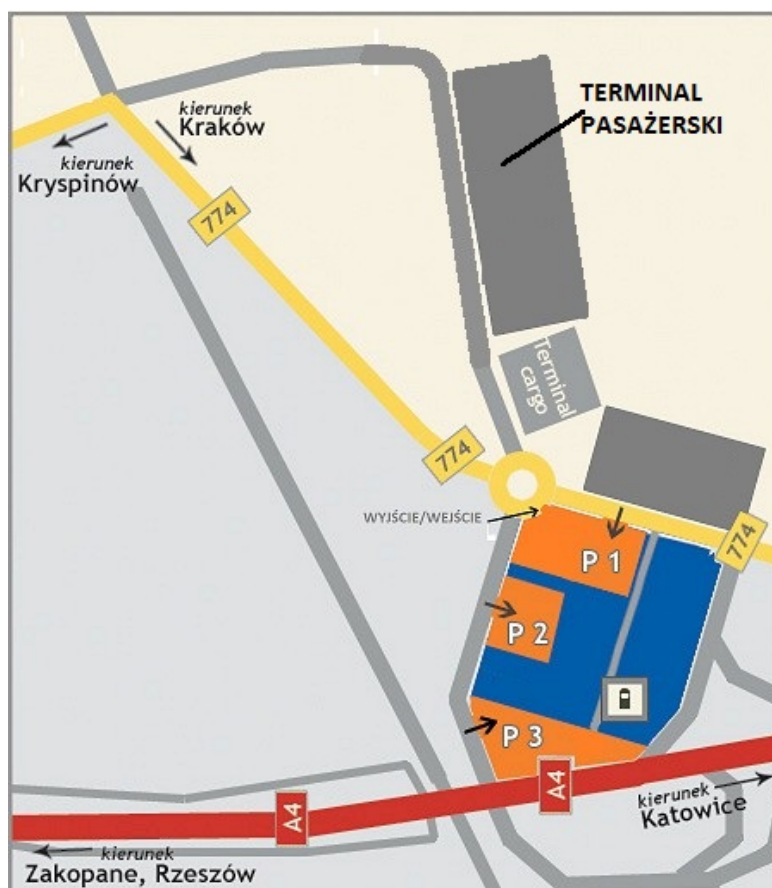 TERMINAL
PASAŻERSKI
kierunek
Kraków
kierunek
Kryspinów
774
Terminal
cargo
774
WYJŚCIE/WEJŚCIE
774
P 1
P 2
P 3
A4
A4
kierunek
Katowice
kierunek
Zakopane, Rzeszów